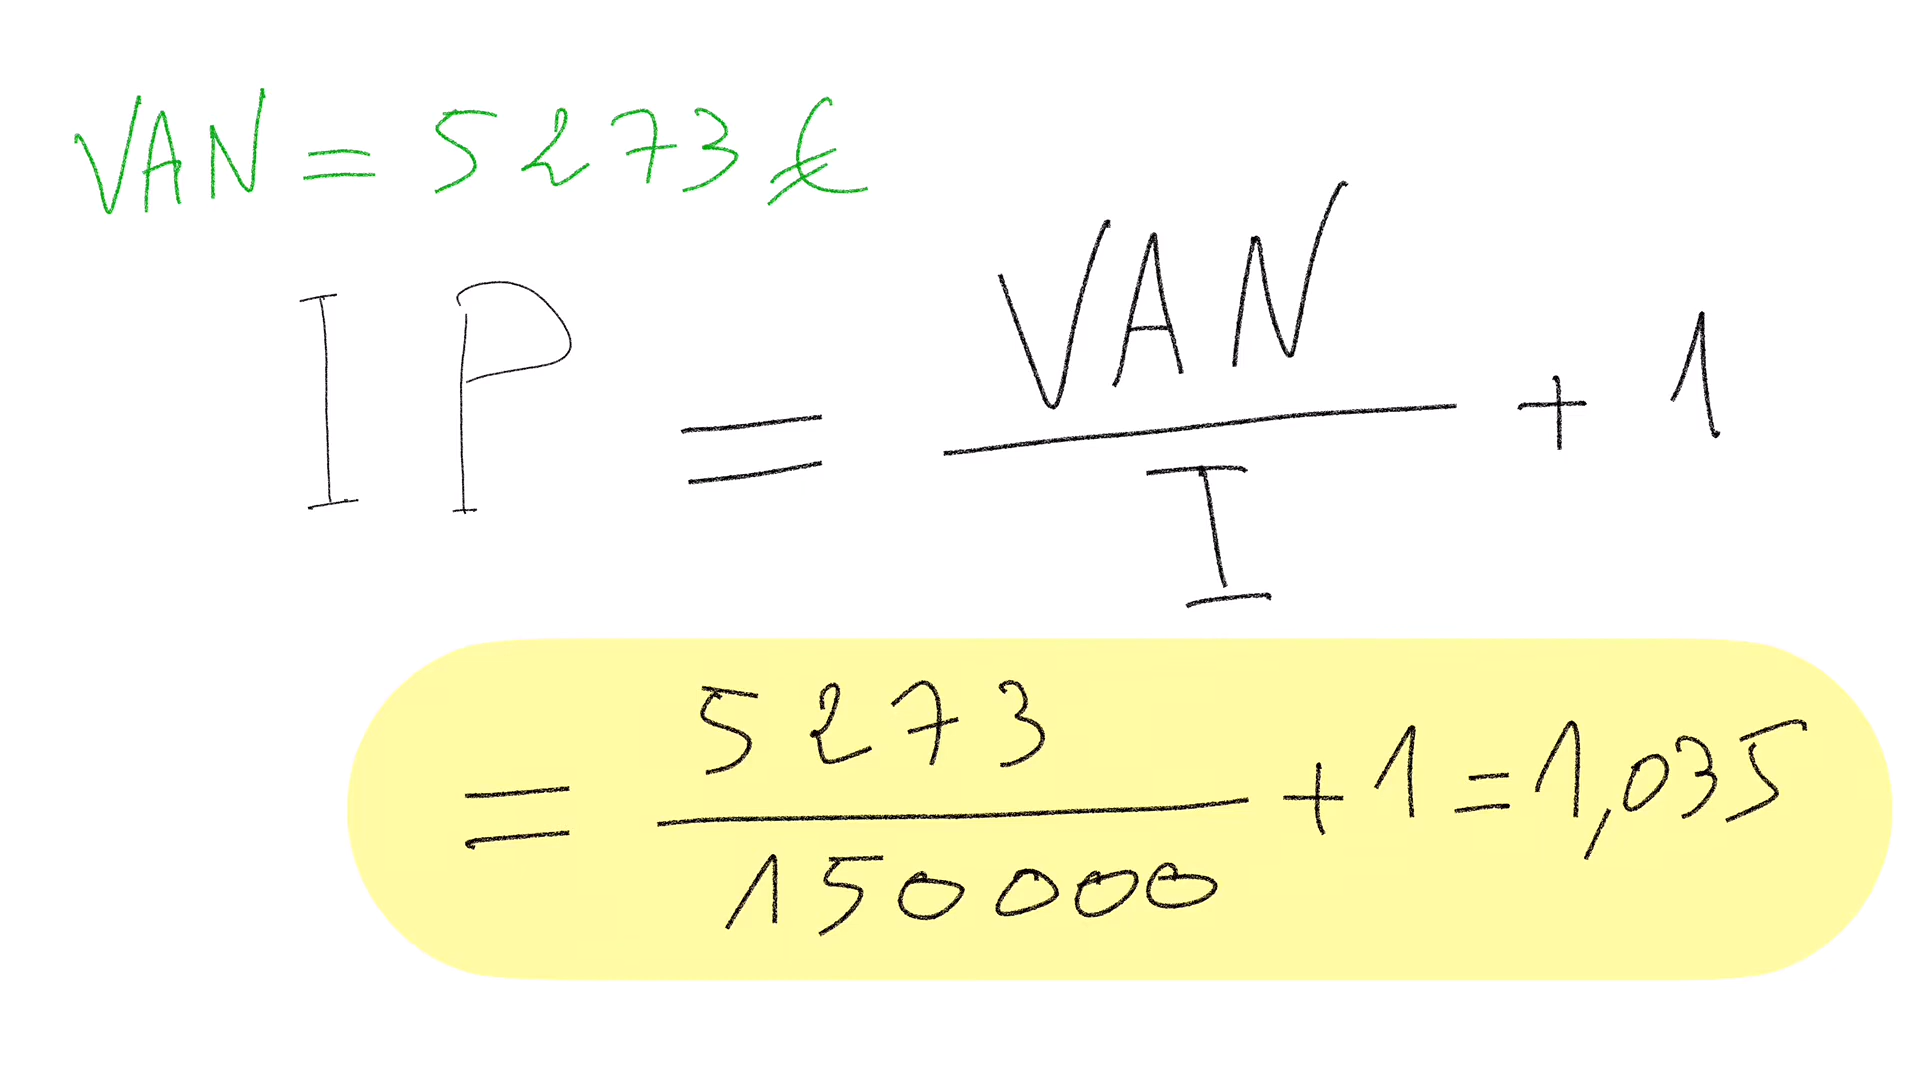 VAN = 5273 €
IP = VAN / I + 1
= 5273 / 150000 + 1 = 1,035